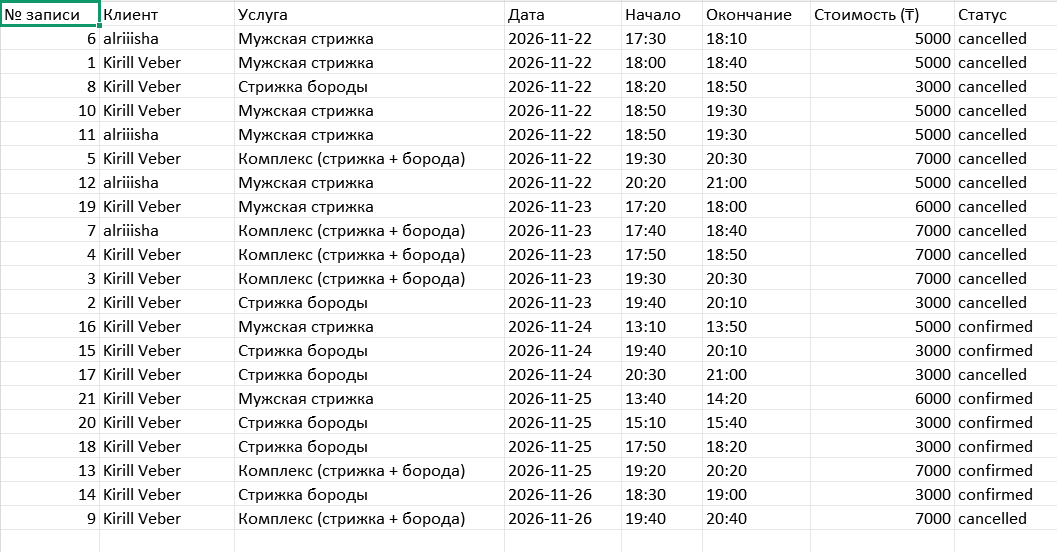 № записи Клиент Услуга Дата Начало Окончание Стоимость (₸) Статус
6 alriiisha Мужская стрижка 2026-11-22 17:30 18:10 5000 cancelled
1 Kirill Veber Мужская стрижка 2026-11-22 18:00 18:40 5000 cancelled
8 Kirill Veber Стрижка бороды 2026-11-22 18:20 18:50 3000 cancelled
10 Kirill Veber Мужская стрижка 2026-11-22 18:50 19:30 5000 cancelled
11 alriiisha Мужская стрижка 2026-11-22 18:50 19:30 5000 cancelled
5 Kirill Veber Комплекс (стрижка + борода) 2026-11-22 19:30 20:30 7000 cancelled
12 alriiisha Мужская стрижка 2026-11-22 20:20 21:00 5000 cancelled
19 Kirill Veber Мужская стрижка 2026-11-23 17:20 18:00 6000 cancelled
7 alriiisha Комплекс (стрижка + борода) 2026-11-23 17:40 18:40 7000 cancelled
4 Kirill Veber Комплекс (стрижка + борода) 2026-11-23 17:50 18:50 7000 cancelled
3 Kirill Veber Комплекс (стрижка + борода) 2026-11-23 19:30 20:30 7000 cancelled
2 Kirill Veber Стрижка бороды 2026-11-23 19:40 20:10 3000 cancelled
16 Kirill Veber Мужская стрижка 2026-11-24 13:10 13:50 5000 confirmed
15 Kirill Veber Стрижка бороды 2026-11-24 19:40 20:10 3000 confirmed
17 Kirill Veber Стрижка бороды 2026-11-24 20:30 21:00 3000 cancelled
21 Kirill Veber Мужская стрижка 2026-11-25 13:40 14:20 6000 confirmed
20 Kirill Veber Стрижка бороды 2026-11-25 15:10 15:40 3000 confirmed
18 Kirill Veber Стрижка бороды 2026-11-25 17:50 18:20 3000 confirmed
13 Kirill Veber Комплекс (стрижка + борода) 2026-11-25 19:20 20:20 7000 confirmed
14 Kirill Veber Стрижка бороды 2026-11-26 18:30 19:00 3000 confirmed
9 Kirill Veber Комплекс (стрижка + борода) 2026-11-26 19:40 20:40 7000 cancelled